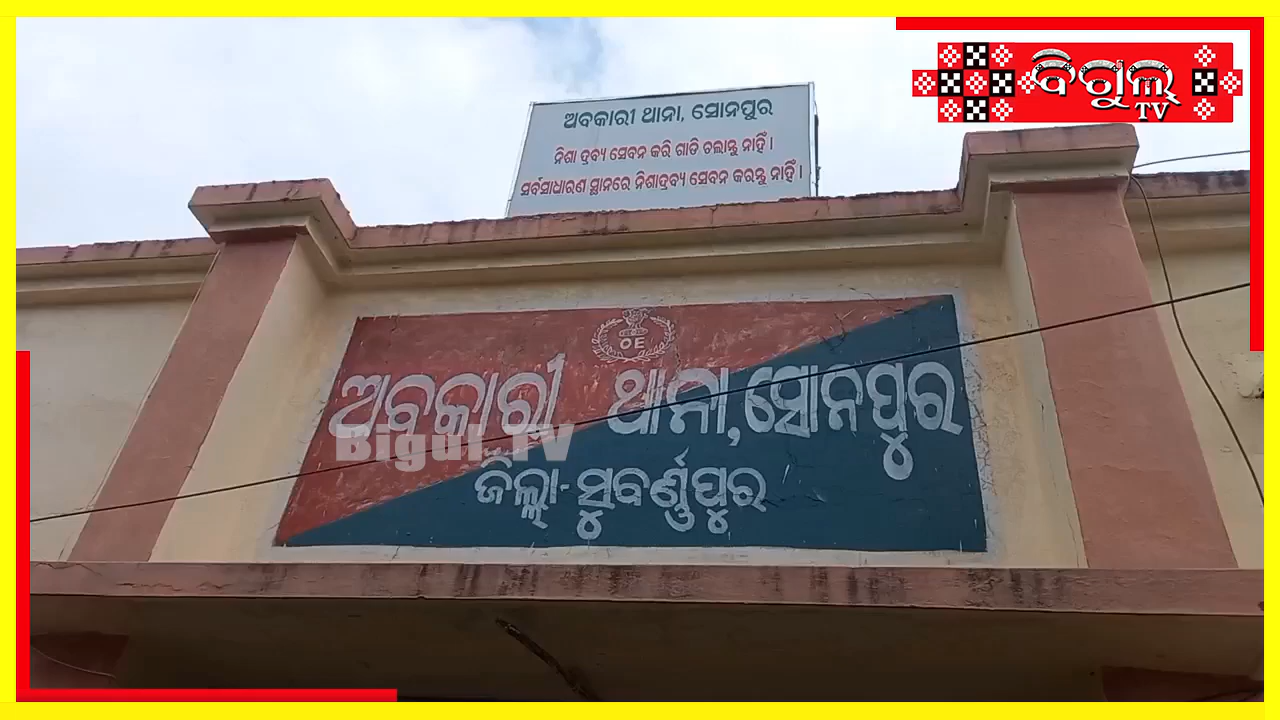 ବିଗୁଲ୍
TV
ଅବକାରୀ ଥାନା, ସୋନପୁର
ନିଶା ଦ୍ରବ୍ୟ ସେବନ କରି ଗାଡି ଚଲାନ୍ତୁ ନାହିଁ ।
ସର୍ବସାଧାରଣ ସ୍ଥାନରେ ନିଶାଦ୍ରବ୍ୟ ସେବନ କରନ୍ତୁ ନାହିଁ ।
OE
ଅବକାରୀ ଥାନା, ସୋନପୁର
Bigul TV
ଜିଲ୍ଲା-ସୁବର୍ଣ୍ଣପୁର